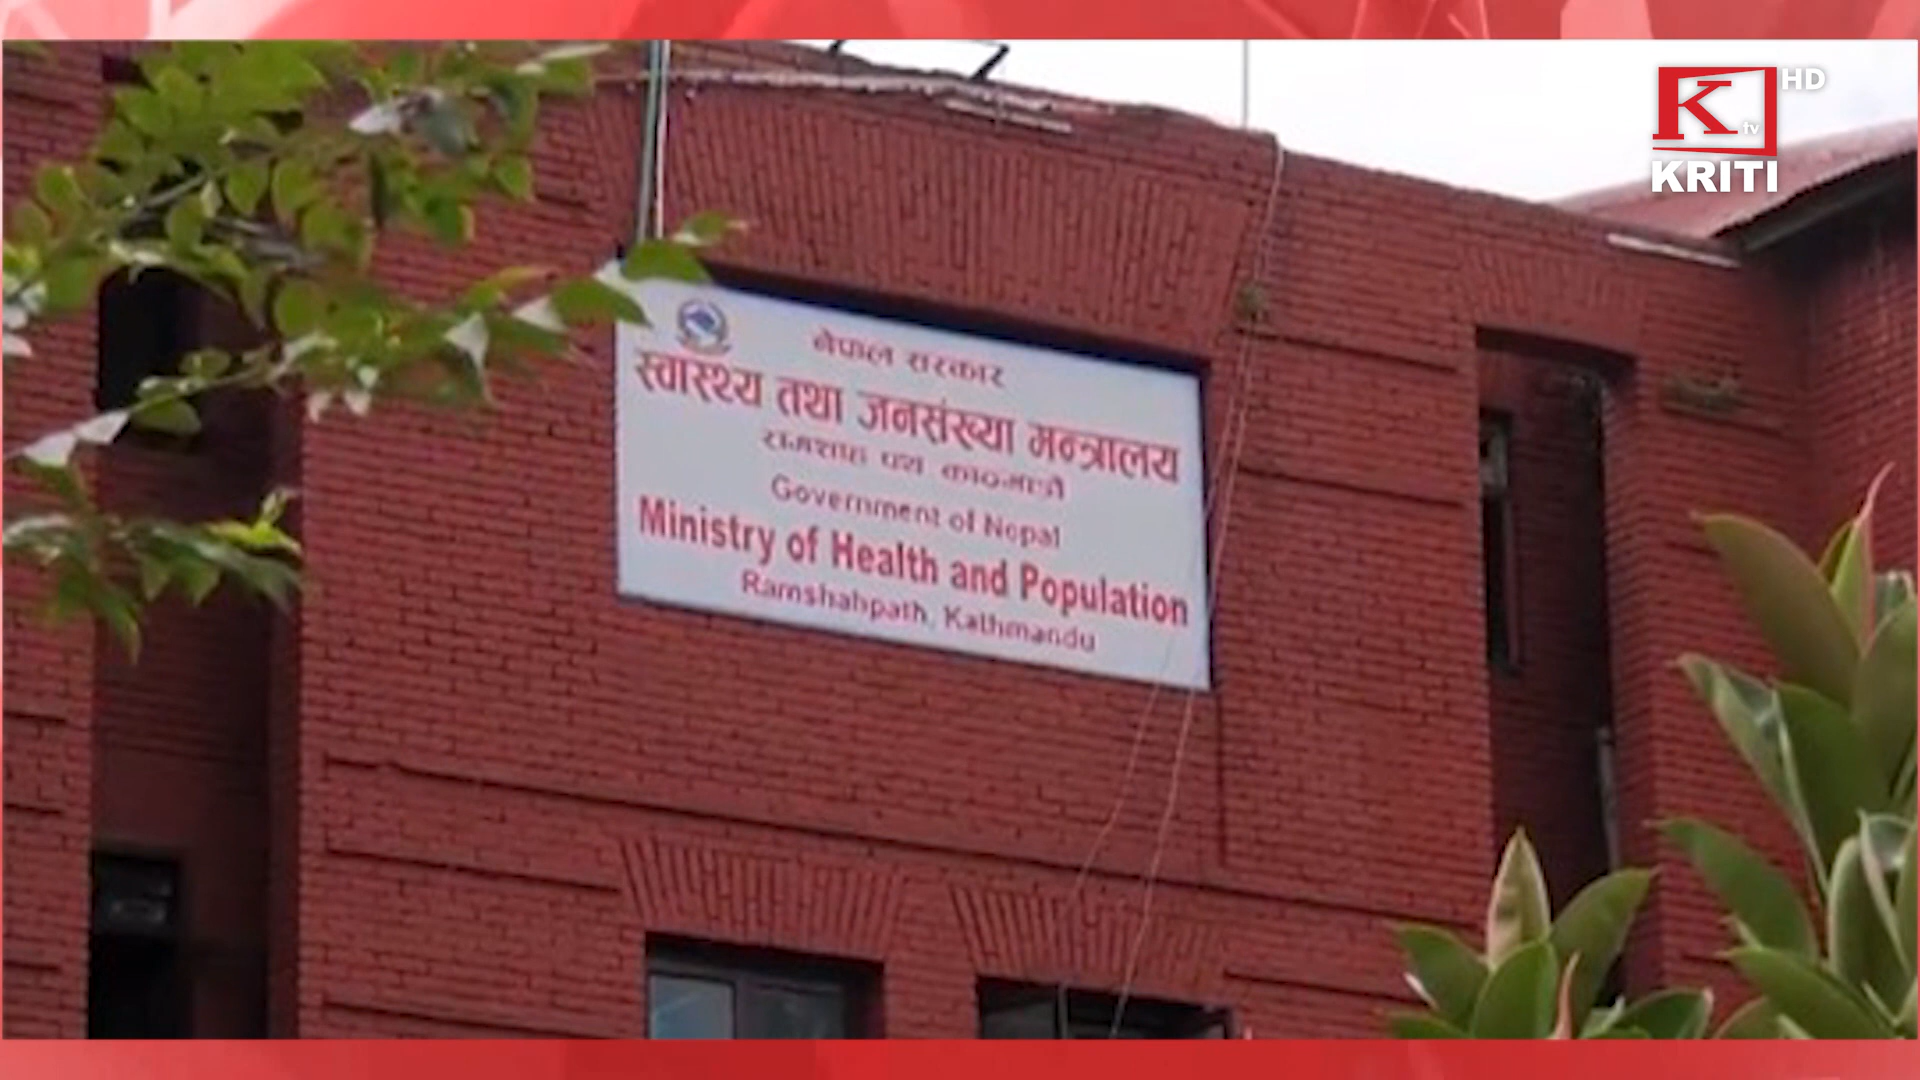 नेपाल सरकार
स्वास्थ्य तथा जनसंख्या मन्त्रालय
रामशाह पथ काठमाडौं
Government of Nepal
Ministry of Health and Population
Ramshahpath, Kathmandu
K tv HD
KRITI